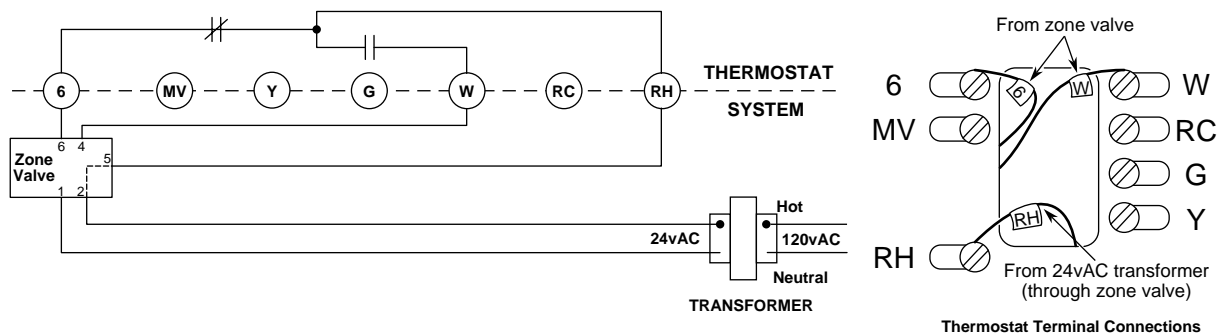 6 MV Y G W RC RH
THERMOSTAT
SYSTEM
6 4
5
Zone
Valve
1 2
Hot
24vAC 120vAC
Neutral
TRANSFORMER
From zone valve
6 6 W W
MV RC
G
RH Y
RH
From 24vAC transformer
(through zone valve)
Thermostat Terminal Connections